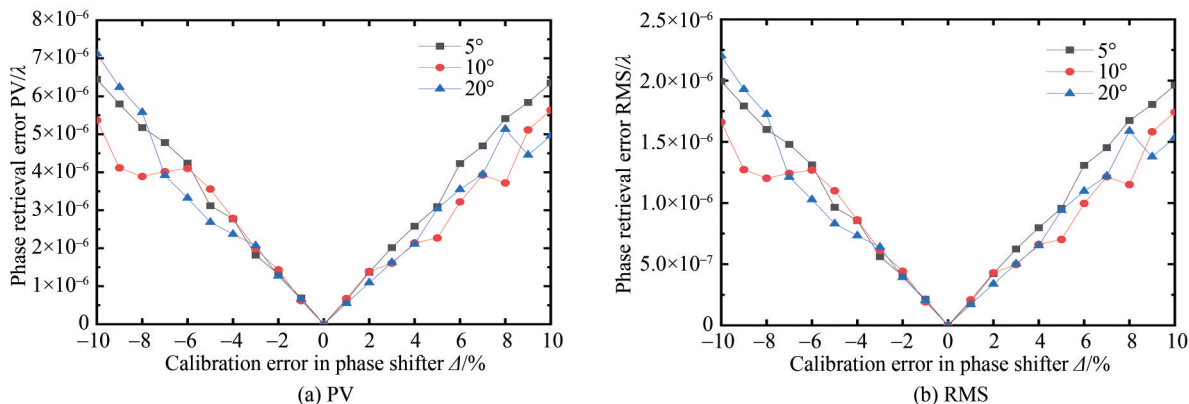 8×10⁻⁶
7×10⁻⁶
6×10⁻⁶
5×10⁻⁶
4×10⁻⁶
3×10⁻⁶
2×10⁻⁶
1×10⁻⁶
0
Phase retrieval error PV/λ
5°
10°
20°
−10 −8 −6 −4 −2 0 2 4 6 8 10
Calibration error in phase shifter Δ/%
(a) PV
2.5×10⁻⁶
2.0×10⁻⁶
1.5×10⁻⁶
1.0×10⁻⁶
5.0×10⁻⁷
0
Phase retrieval error RMS/λ
5°
10°
20°
−10 −8 −6 −4 −2 0 2 4 6 8 10
Calibration error in phase shifter Δ/%
(b) RMS